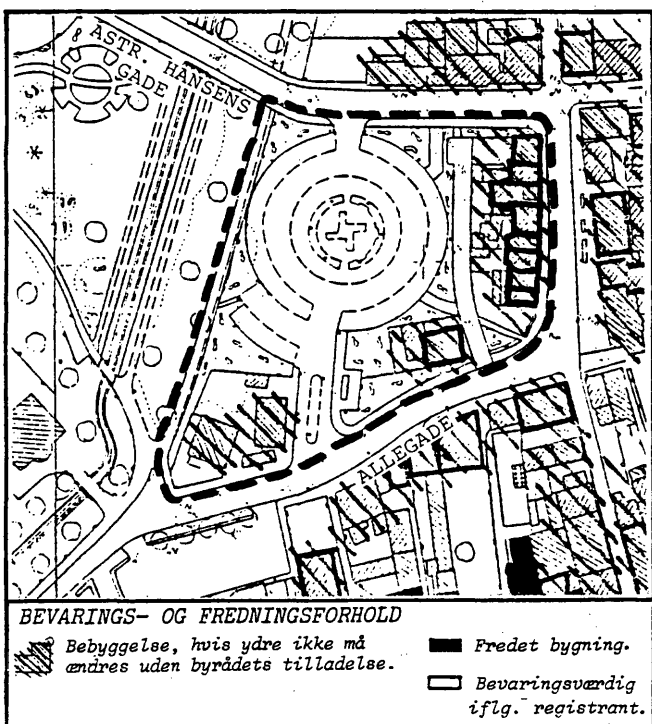 ASTR. HANSENS
GADE
ALLEGADE
BEVARINGS- OG FREDNINGSFORHOLD
Bebyggelse, hvis ydre ikke må
ændres uden byrådets tilladelse.
Fredet bygning.
Bevaringsværdig
iflg. registrant.